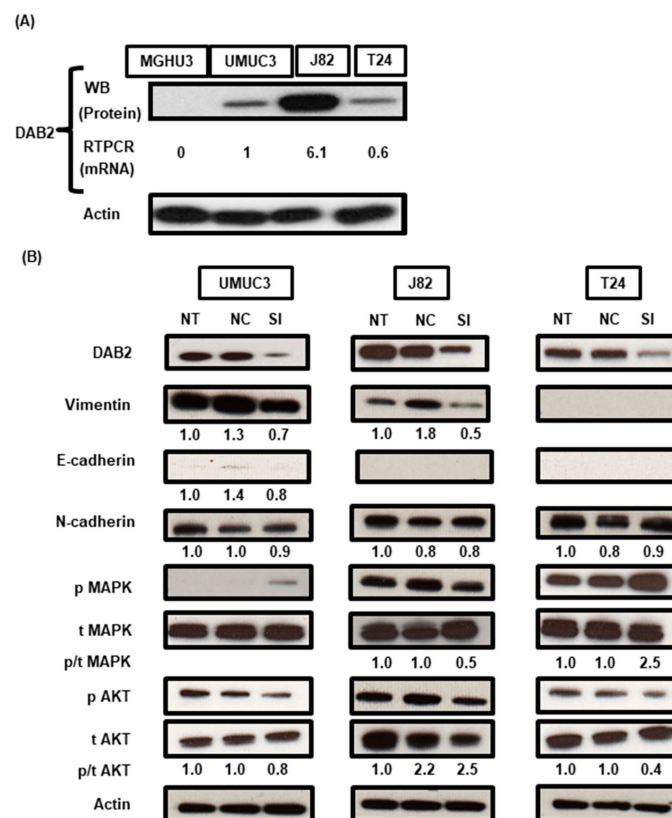 (A)
MGHU3 UMUC3 J82 T24
WB
(Protein)
DAB2
RTPCR 0 1 6.1 0.6
(mRNA)
Actin
(B)
UMUC3 J82 T24
NT NC SI NT NC SI NT NC SI
DAB2
Vimentin
1.0 1.3 0.7 1.0 1.8 0.5
E-cadherin
1.0 1.4 0.8
N-cadherin
1.0 1.0 0.9 1.0 0.8 0.8 1.0 0.8 0.9
p MAPK
t MAPK
p/t MAPK 1.0 1.0 0.5 1.0 1.0 2.5
p AKT
t AKT
p/t AKT 1.0 1.0 0.8 1.0 2.2 2.5 1.0 1.0 0.4
Actin